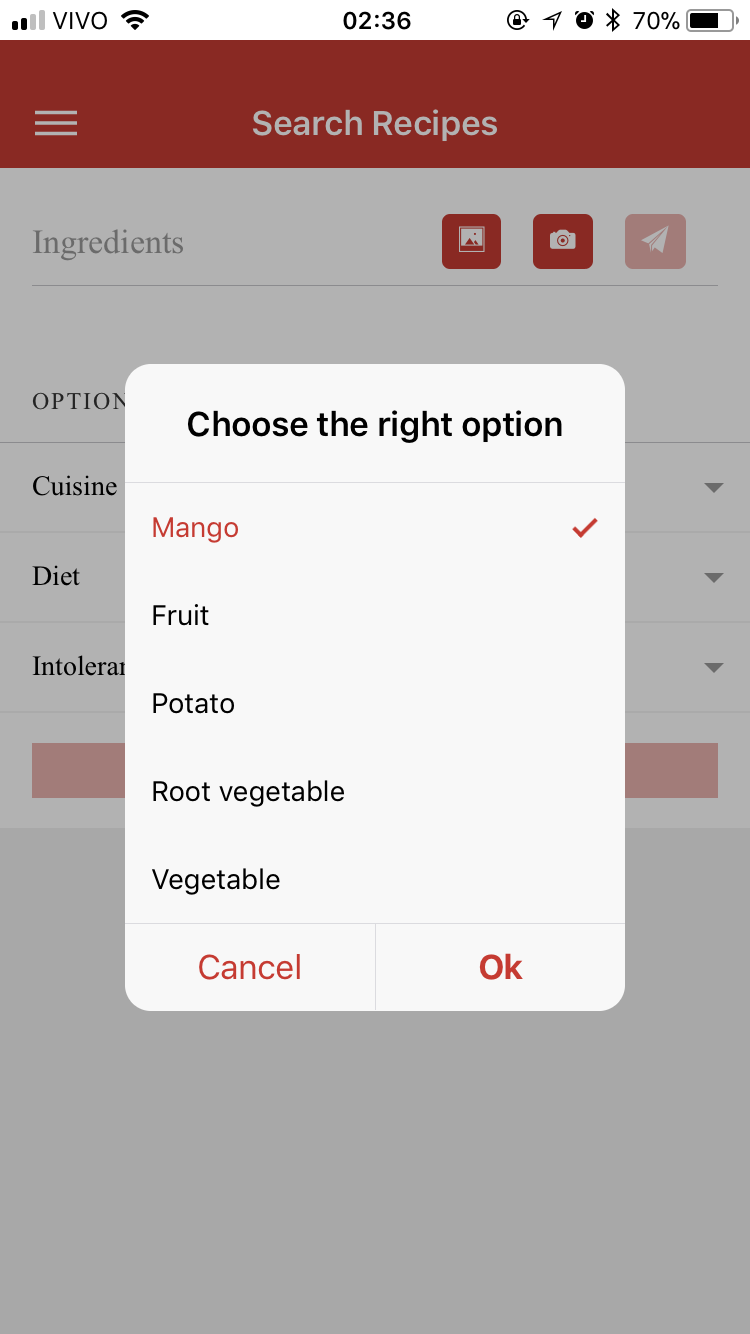 VIVO 02:36 70%
Search Recipes
Ingredients
OPTION
Choose the right option
Cuisine
Mango
Diet
Fruit
Intoleran
Potato
Root vegetable
Vegetable
Cancel Ok